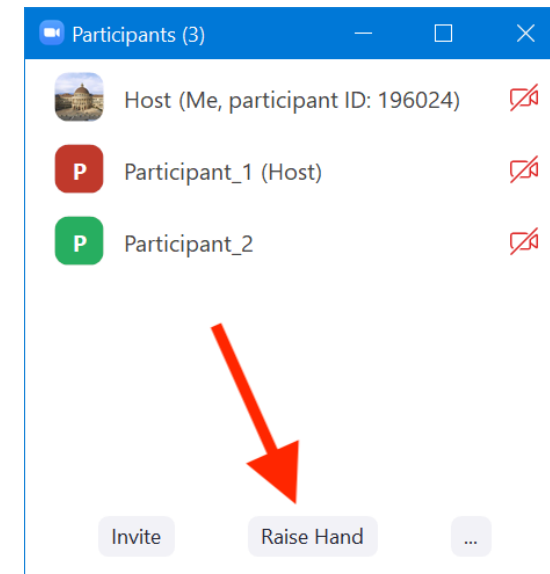 Participants (3)
Host (Me, participant ID: 196024)
P Participant_1 (Host)
P Participant_2
Invite Raise Hand ...